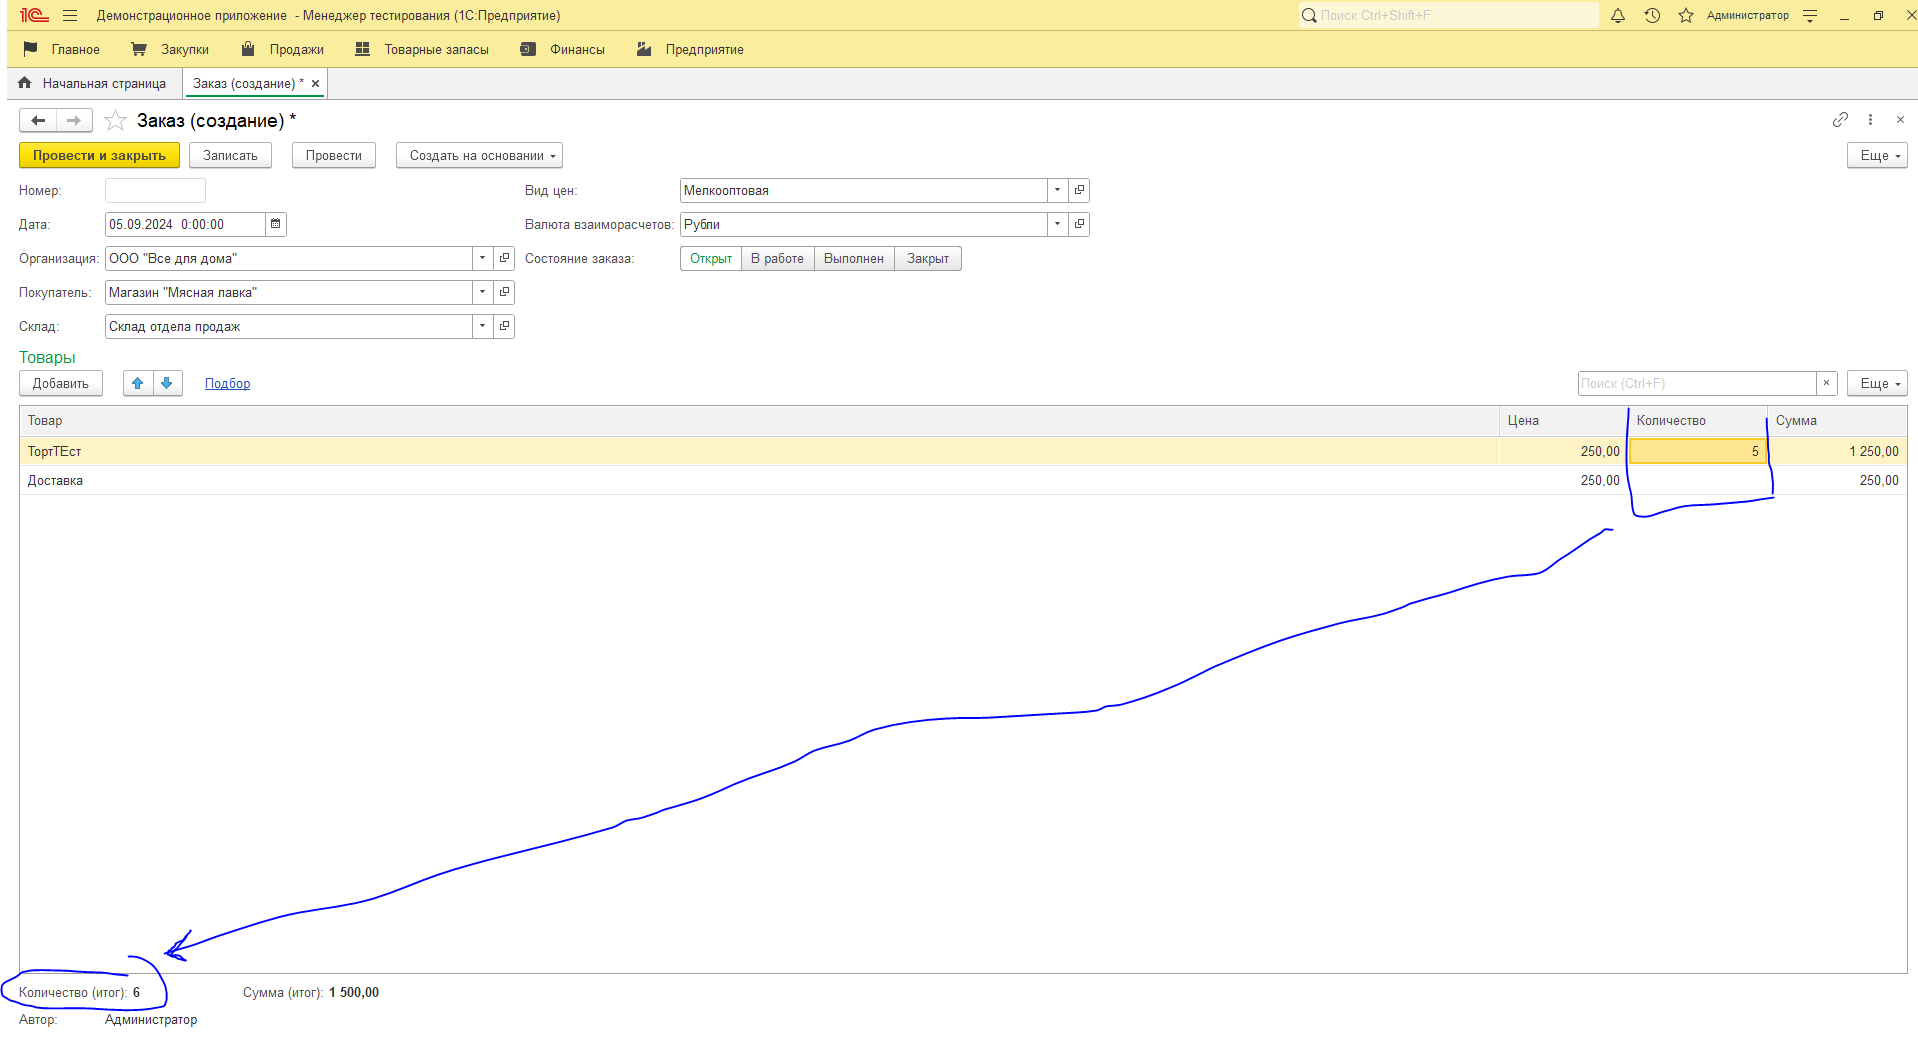 1С Демонстрационное приложение - Менеджер тестирования (1С:Предприятие) Поиск Ctrl+Shift+F Администратор
Главное Закупки Продажи Товарные запасы Финансы Предприятие
Начальная страница Заказ (создание) * ×
Заказ (создание) *
Провести и закрыть Записать Провести Создать на основании Еще
Номер: Вид цен: Мелкооптовая
Дата: 05.09.2024 0:00:00 Валюта взаиморасчетов: Рубли
Организация: ООО "Все для дома" Состояние заказа: Открыт В работе Выполнен Закрыт
Покупатель: Магазин "Мясная лавка"
Склад: Склад отдела продаж
Товары
Добавить Подбор Поиск (Ctrl+F) × Еще
Товар Цена Количество Сумма
ТортТЕст 250,00 5 1 250,00
Доставка 250,00 250,00
Количество (итог): 6 Сумма (итог): 1 500,00
Автор: Администратор